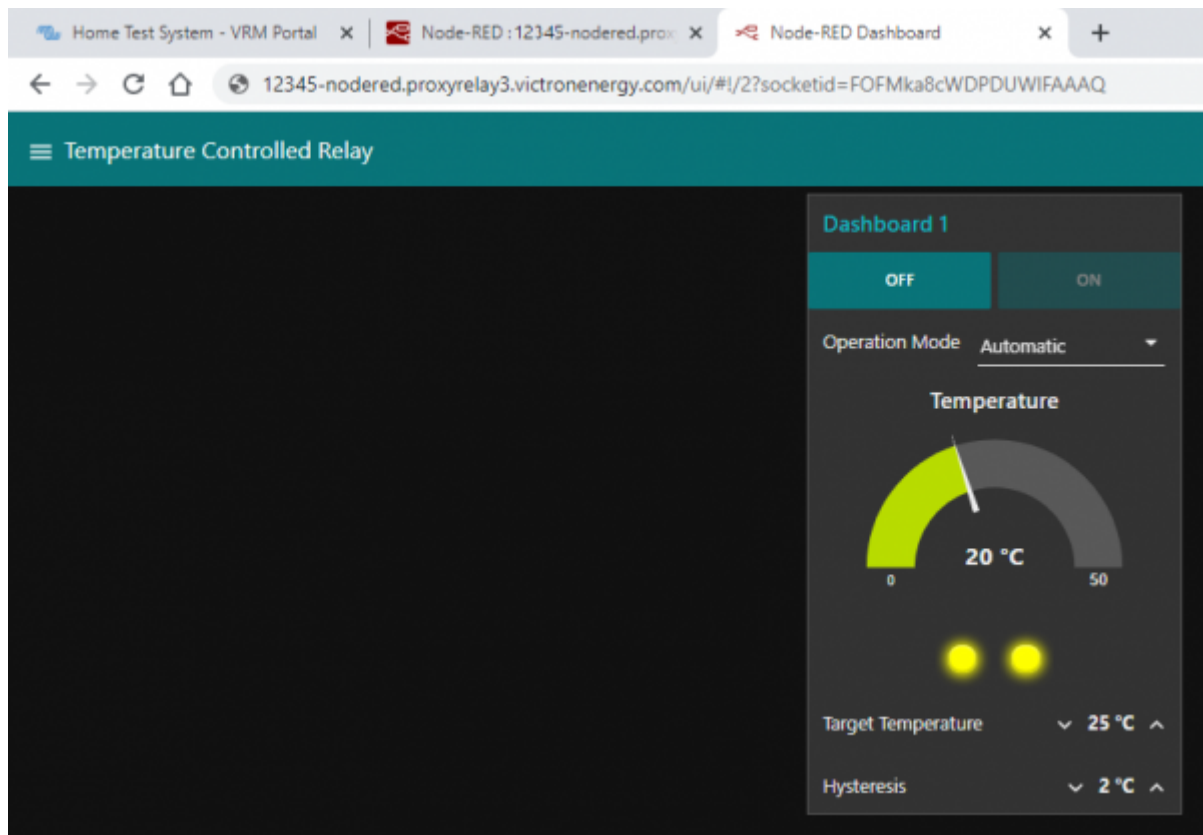 Home Test System - VRM Portal
Node-RED : 12345-nodered.prox
Node-RED Dashboard
12345-nodered.proxyrelay3.victronenergy.com/ui/#!/2?socketid=FOFMka8cWDPDUWIFAAAQ
Temperature Controlled Relay
Dashboard 1
OFF ON
Operation Mode Automatic
Temperature
20 °C
0 50
Target Temperature 25 °C
Hysteresis 2 °C